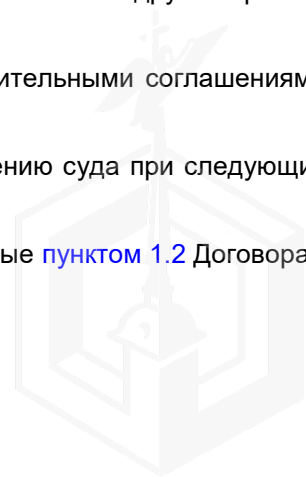 ительными соглашениям
ению суда при следующи
ые пунктом 1.2 Договора